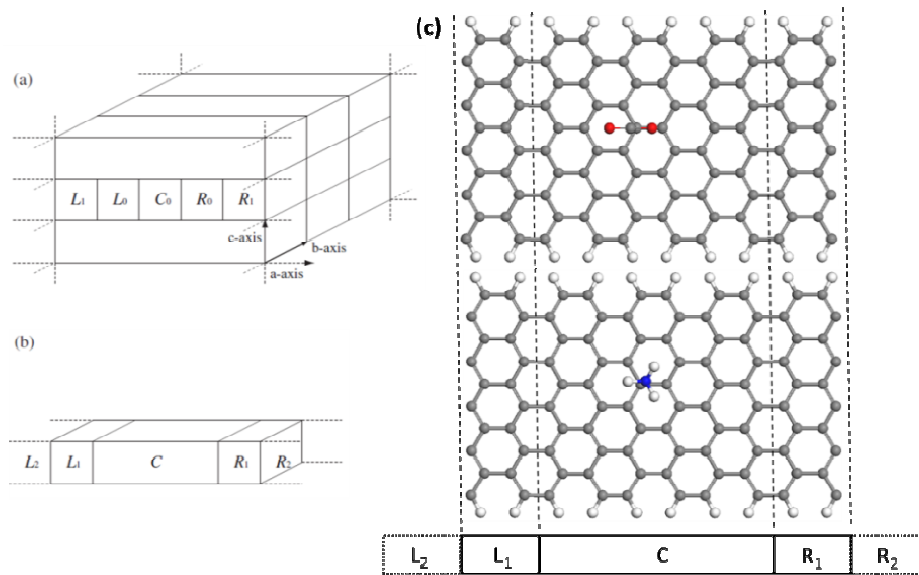 (a)
L₁ L₀ C₀ R₀ R₁
c-axis
b-axis
a-axis
(b)
L₂ L₁ C R₁ R₂
(c)
L₂ L₁ C R₁ R₂